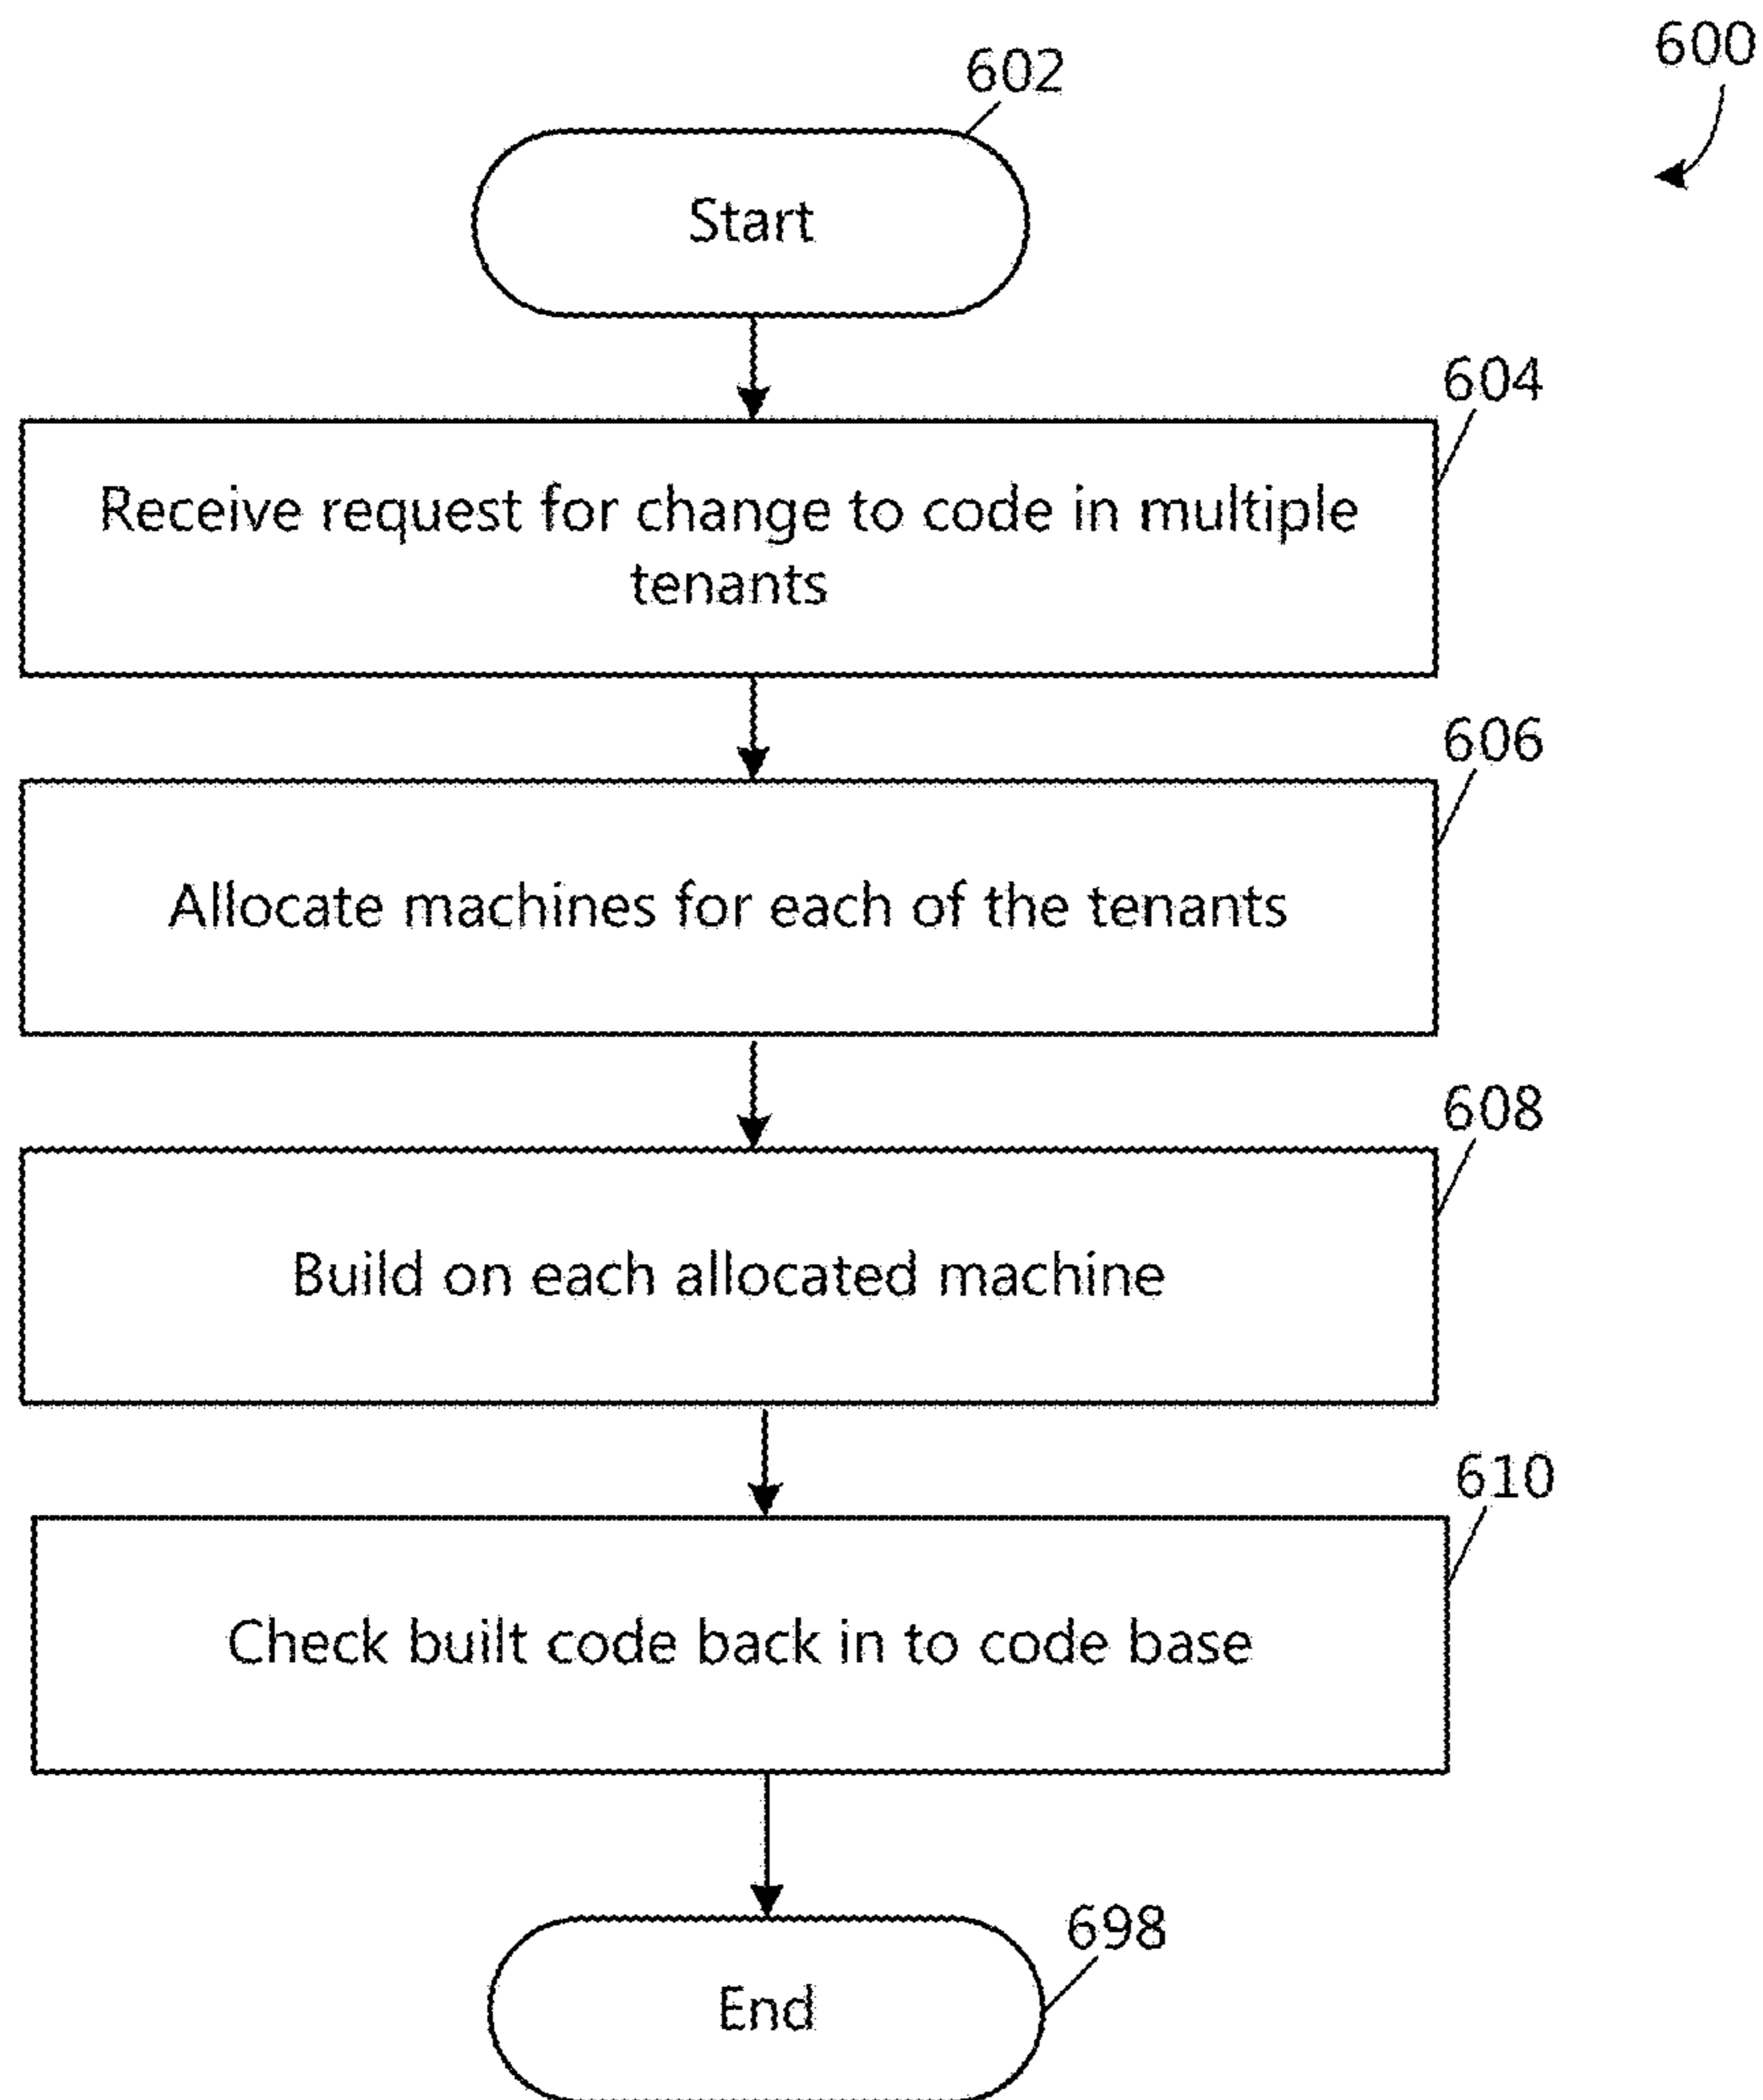 600
602
Start
604
Receive request for change to code in multiple
tenants
606
Allocate machines for each of the tenants
608
Build on each allocated machine
610
Check built code back in to code base
698
End